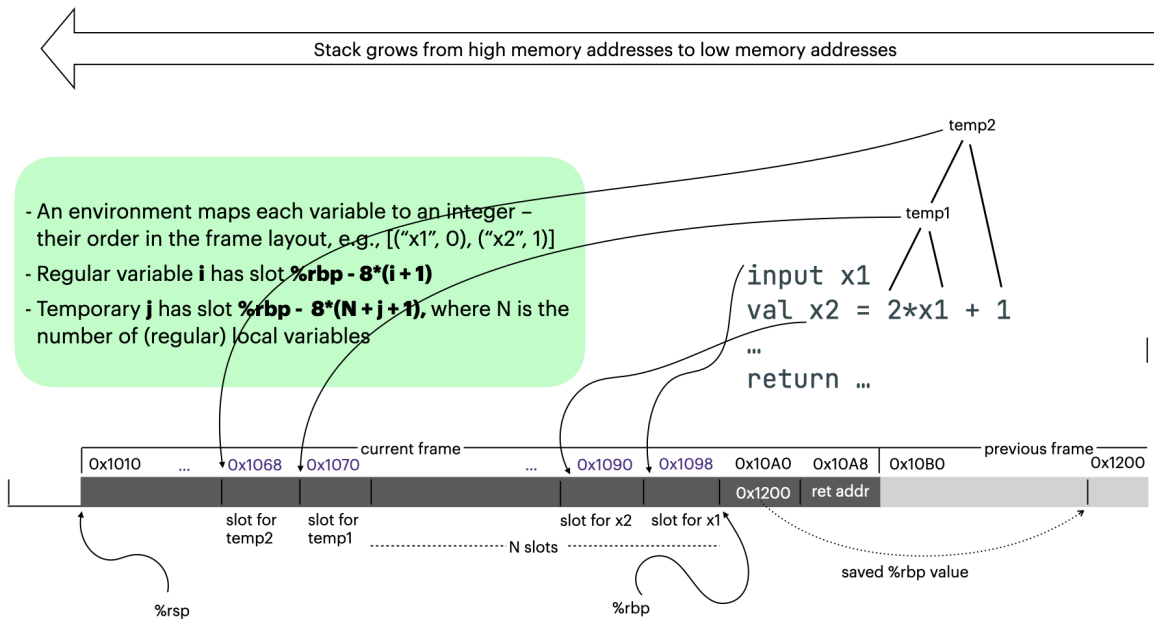 Stack grows from high memory addresses to low memory addresses
temp2
- An environment maps each variable to an integer –
their order in the frame layout, e.g., [(“x1”, 0), (“x2”, 1)]
- Regular variable i has slot %rbp - 8*(i + 1)
- Temporary j has slot %rbp - 8*(N + j + 1), where N is the
number of (regular) local variables
temp1
input x1
val x2 = 2*x1 + 1
…
return …
current frame
previous frame
0x1010 ... 0x1068 0x1070 ... 0x1090 0x1098 0x10A0 0x10A8 0x10B0 0x1200
0x1200 ret addr
slot for
temp2
slot for
temp1
slot for x2
slot for x1
N slots
saved %rbp value
%rsp
%rbp